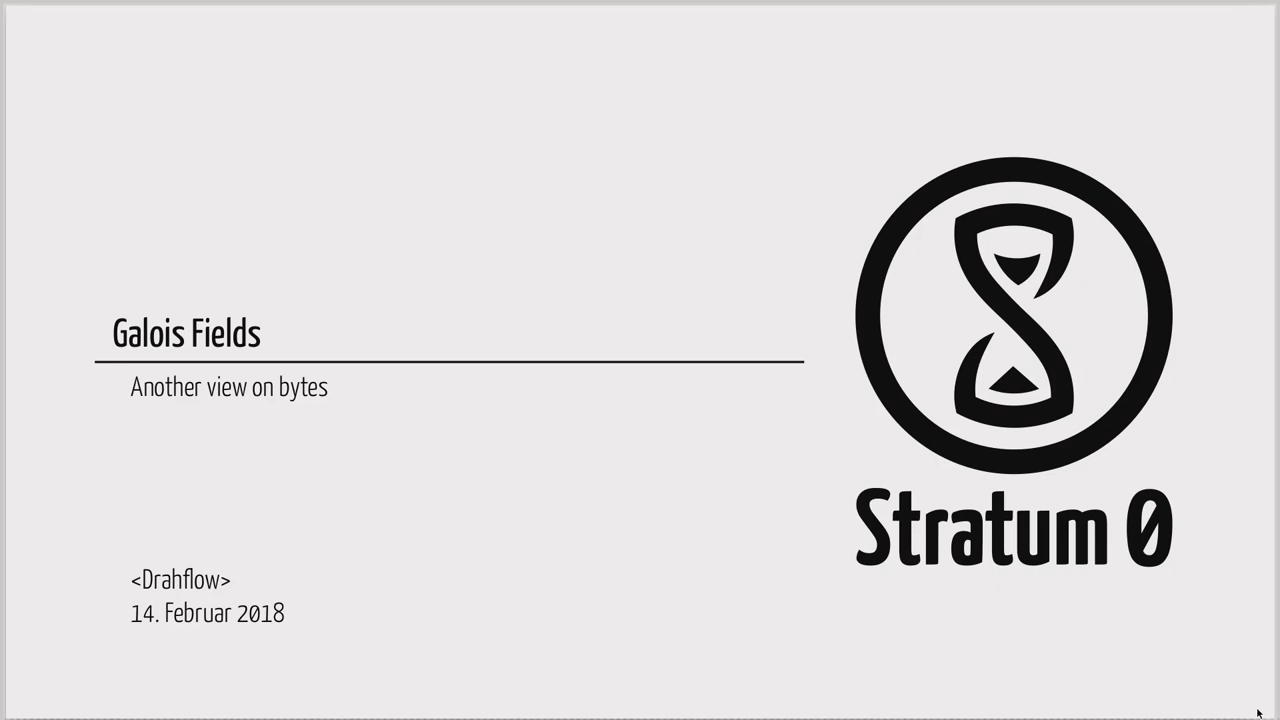 Galois Fields
Another view on bytes
<Drahflow>
14. Februar 2018
Stratum 0